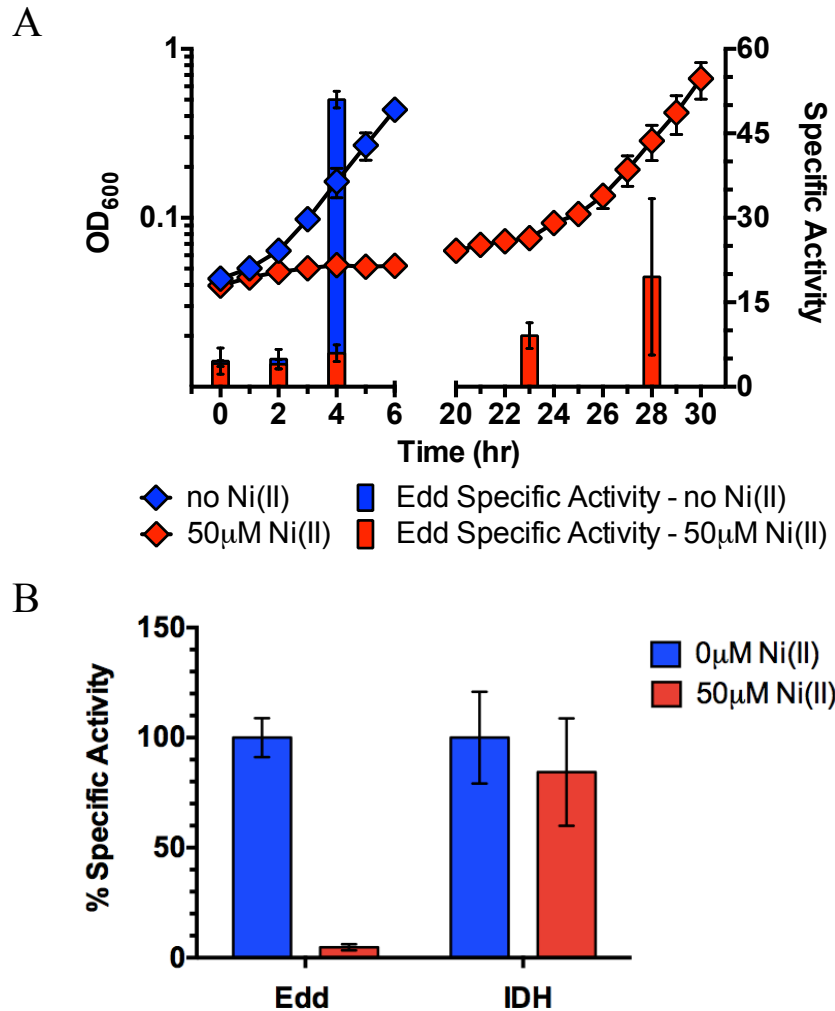 A
1
0.1
OD600
60
45
30
15
0
Specific Activity
0 2 4 6 20 22 24 26 28 30
Time (hr)
no Ni(II) Edd Specific Activity - no Ni(II)
50μM Ni(II) Edd Specific Activity - 50μM Ni(II)
B
150
100
50
0
% Specific Activity
0μM Ni(II)
50μM Ni(II)
Edd IDH